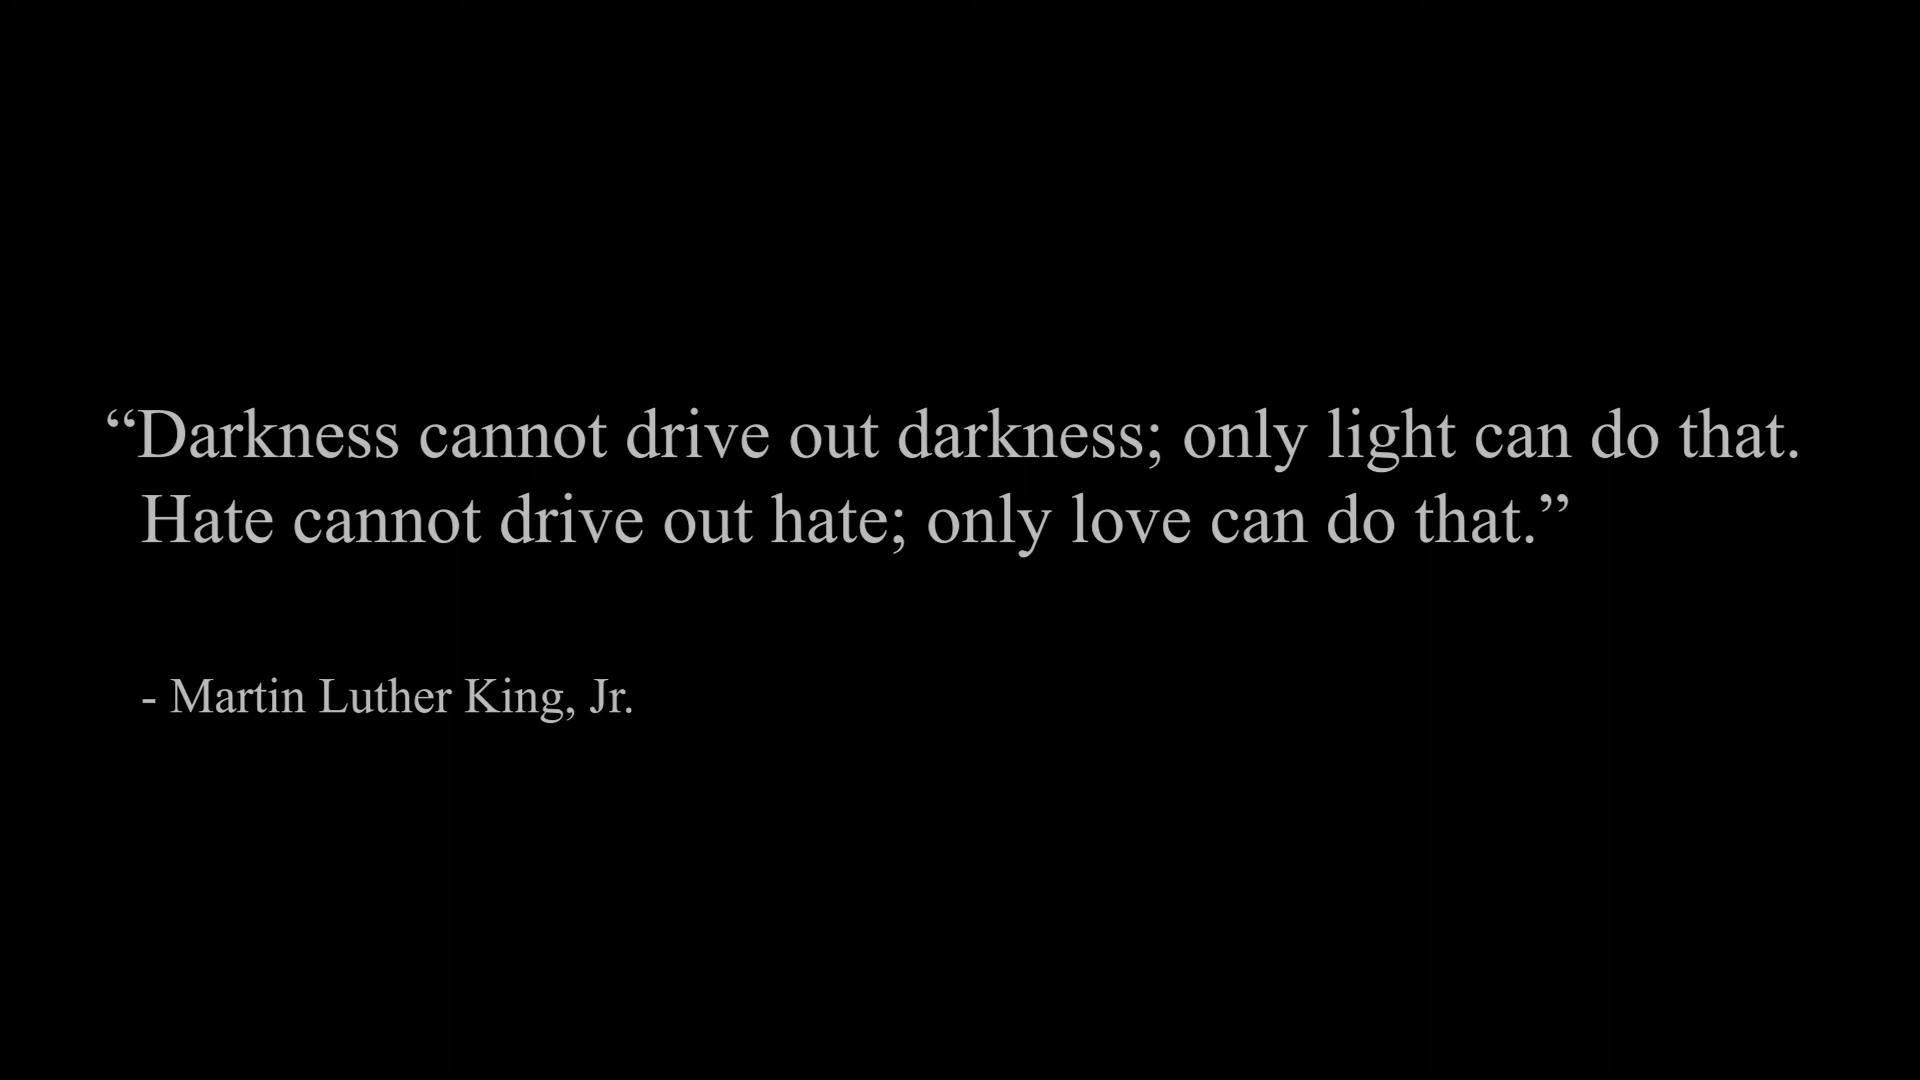 “Darkness cannot drive out darkness; only light can do that.
Hate cannot drive out hate; only love can do that.”
- Martin Luther King, Jr.